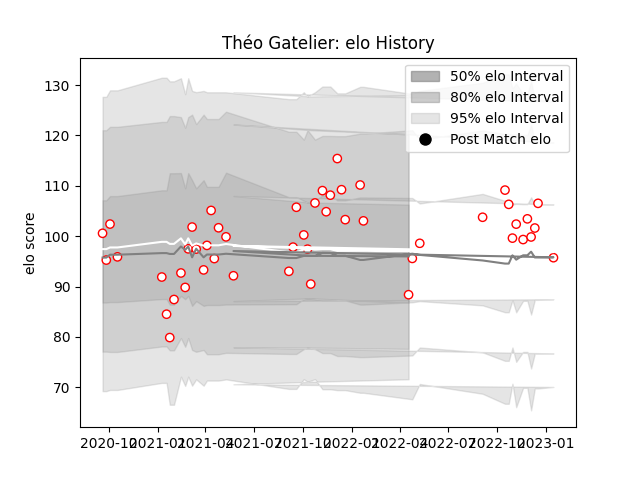 Théo Gatelier: elo History
50% elo Interval
80% elo Interval
95% elo Interval
Post Match elo
elo score
130
120
110
100
90
80
70
2020-10 2021-01 2021-04 2021-07 2021-10 2022-01 2022-04 2022-07 2022-10 2023-01